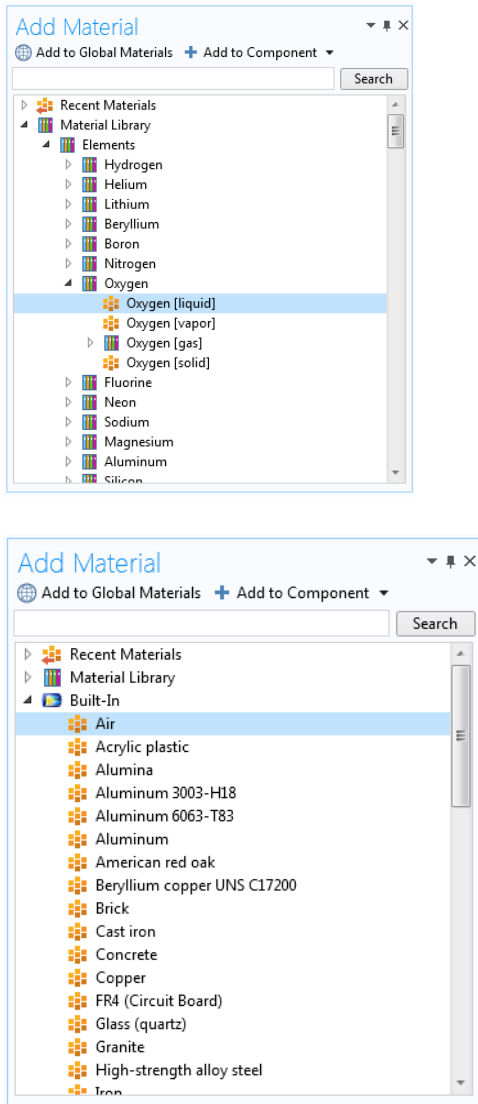 Add Material
Add to Global Materials Add to Component
Search
Recent Materials
Material Library
Elements
Hydrogen
Helium
Lithium
Beryllium
Boron
Nitrogen
Oxygen
Oxygen [liquid]
Oxygen [vapor]
Oxygen [gas]
Oxygen [solid]
Fluorine
Neon
Sodium
Magnesium
Aluminum
Silicon
Add Material
Add to Global Materials Add to Component
Search
Recent Materials
Material Library
Built-In
Air
Acrylic plastic
Alumina
Aluminum 3003-H18
Aluminum 6063-T83
Aluminum
American red oak
Beryllium copper UNS C17200
Brick
Cast iron
Concrete
Copper
FR4 (Circuit Board)
Glass (quartz)
Granite
High-strength alloy steel
Iron